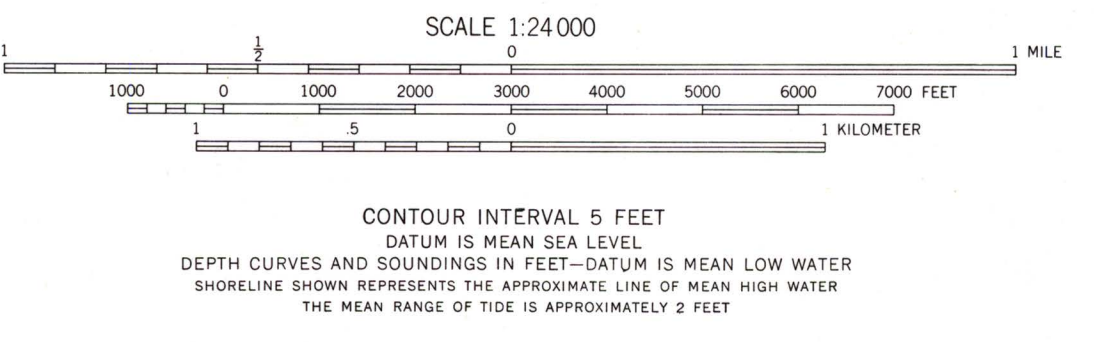 SCALE 1:24 000
1 ½ 0 1 MILE
1000 0 1000 2000 3000 4000 5000 6000 7000 FEET
1 .5 0 1 KILOMETER
CONTOUR INTERVAL 5 FEET
DATUM IS MEAN SEA LEVEL
DEPTH CURVES AND SOUNDINGS IN FEET—DATUM IS MEAN LOW WATER
SHORELINE SHOWN REPRESENTS THE APPROXIMATE LINE OF MEAN HIGH WATER
THE MEAN RANGE OF TIDE IS APPROXIMATELY 2 FEET